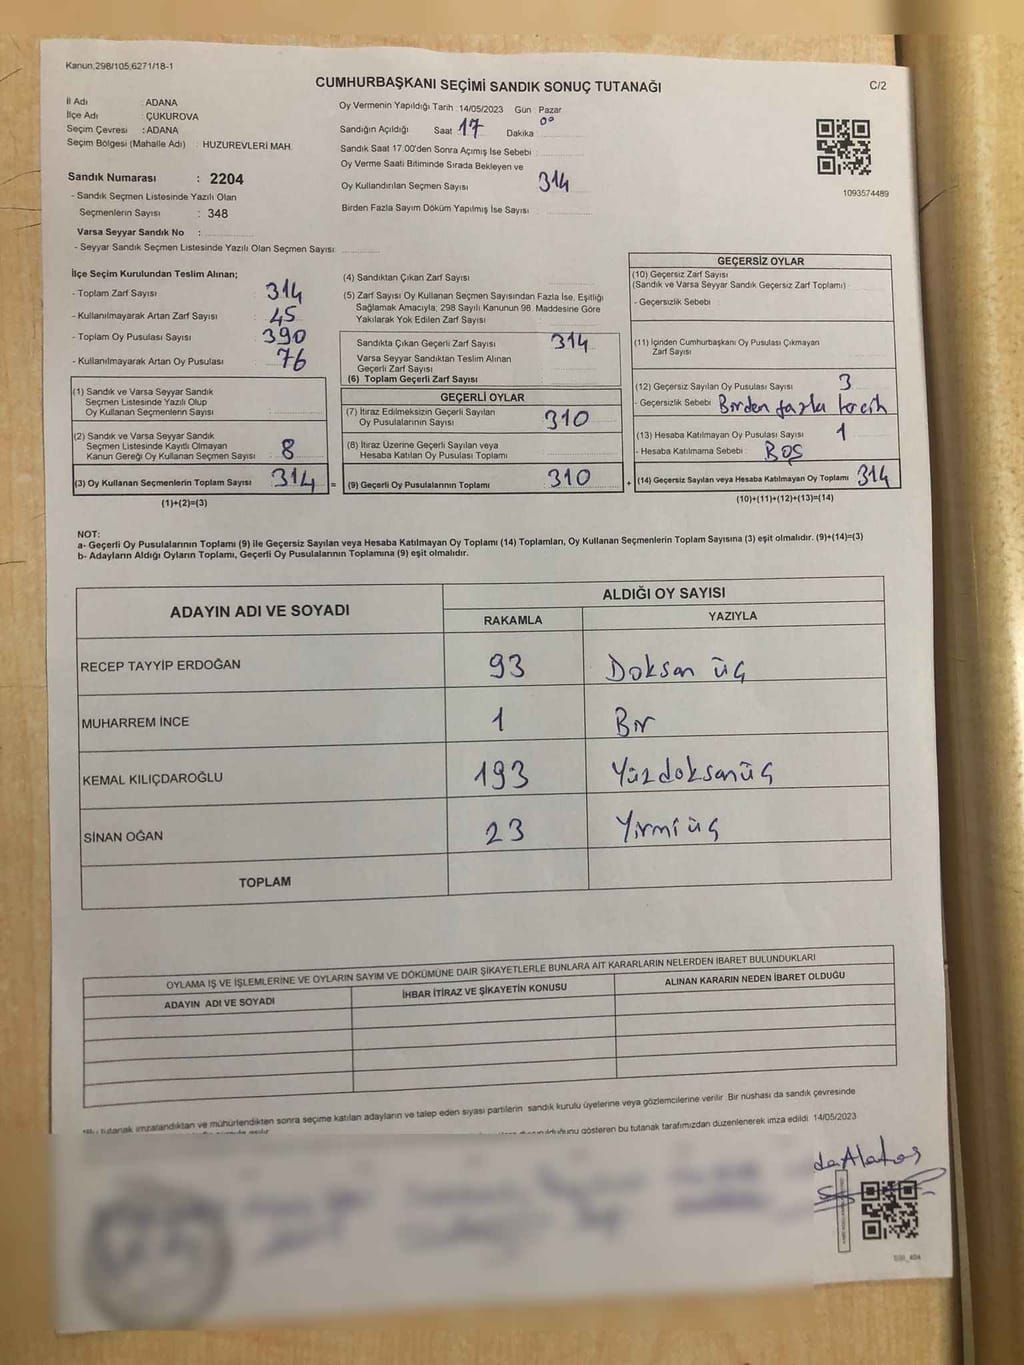 Kanun.298/105,6271/18-1
CUMHURBAŞKANI SEÇİMİ SANDIK SONUÇ TUTANAĞI
C/2
İl Adı : ADANA
İlçe Adı : ÇUKUROVA
Seçim Çevresi : ADANA
Seçim Bölgesi (Mahalle Adı) : HUZUREVLERİ MAH.
Sandık Numarası : 2204
- Sandık Seçmen Listesinde Yazılı Olan
Seçmenlerin Sayısı : 348
Varsa Seyyar Sandık No :
- Seyyar Sandık Seçmen Listesinde Yazılı Olan Seçmen Sayısı:
Oy Vermenin Yapıldığı Tarih : 14/05/2023 Gün : Pazar
Sandığın Açıldığı Saat 17 Dakika 00
Sandık Saat 17:00'den Sonra Açımış İse Sebebi :
Oy Verme Saati Bitiminde Sırada Bekleyen ve
Oy Kullandırılan Seçmen Sayısı 314
Birden Fazla Sayım Döküm Yapılmış İse Sayısı :
1093574489
İlçe Seçim Kurulundan Teslim Alınan;
- Toplam Zarf Sayısı : 314
- Kullanılmayarak Artan Zarf Sayısı : 45
- Toplam Oy Pusulası Sayısı : 390
- Kullanılmayarak Artan Oy Pusulası : 76
(1) Sandık ve Varsa Seyyar Sandık
Seçmen Listesinde Yazılı Olup
Oy Kullanan Seçmenlerin Sayısı :
(2) Sandık ve Varsa Seyyar Sandık
Seçmen Listesinde Kayıtlı Olmayan
Kanun Gereği Oy Kullanan Seçmen Sayısı : 8
(3) Oy Kullanan Seçmenlerin Toplam Sayısı 314 =
(1)+(2)=(3)
(4) Sandıktan Çıkan Zarf Sayısı
(5) Zarf Sayısı Oy Kullanan Seçmen Sayısından Fazla İse, Eşitliği
Sağlamak Amacıyla; 298 Sayılı Kanunun 98. Maddesine Göre
Yakılarak Yok Edilen Zarf Sayısı
Sandıkta Çıkan Geçerli Zarf Sayısı 314
Varsa Seyyar Sandıktan Teslim Alınan
Geçerli Zarf Sayısı
(6) Toplam Geçerli Zarf Sayısı
GEÇERLİ OYLAR
(7) İtiraz Edilmeksizin Geçerli Sayılan
Oy Pusulalarının Sayısı 310
(8) İtiraz Üzerine Geçerli Sayılan veya
Hesaba Katılan Oy Pusulası Toplamı
(9) Geçerli Oy Pusulalarının Toplamı 310 +
GEÇERSİZ OYLAR
(10) Geçersiz Zarf Sayısı
(Sandık ve Varsa Seyyar Sandık Geçersiz Zarf Toplamı) :
- Geçersizlik Sebebi :
(11) İçinden Cumhurbaşkanı Oy Pusulası Çıkmayan
Zarf Sayısı
(12) Geçersiz Sayılan Oy Pusulası Sayısı 3
- Geçersizlik Sebebi : Birden fazla tercih
(13) Hesaba Katılmayan Oy Pusulası Sayısı 1
- Hesaba Katılmama Sebebi : BOŞ
(14) Geçersiz Sayılan veya Hesaba Katılmayan Oy Toplamı 314
(10)+(11)+(12)+(13)=(14)
NOT:
a- Geçerli Oy Pusulalarının Toplamı (9) ile Geçersiz Sayılan veya Hesaba Katılmayan Oy Toplamı (14) Toplamları, Oy Kullanan Seçmenlerin Toplam Sayısına (3) eşit olmalıdır. (9)+(14)=(3)
b- Adayların Aldığı Oyların Toplamı, Geçerli Oy Pusulalarının Toplamına (9) eşit olmalıdır.
ADAYIN ADI VE SOYADI
ALDIĞI OY SAYISI
RAKAMLA YAZIYLA
RECEP TAYYİP ERDOĞAN 93 Doksan üç
MUHARREM İNCE 1 Bir
KEMAL KILIÇDAROĞLU 193 Yüzdoksanüç
SİNAN OĞAN 23 Yirmi üç
TOPLAM
OYLAMA İŞ VE İŞLEMLERİNE VE OYLARIN SAYIM VE DÖKÜMÜNE DAİR ŞİKAYETLERLE BUNLARA AİT KARARLARIN NELERDEN İBARET BULUNDUKLARI
ADAYIN ADI VE SOYADI İHBAR İTİRAZ VE ŞİKAYETİN KONUSU ALINAN KARARIN NEDEN İBARET OLDUĞU
tutanak imzalandıktan ve mühürlendikten sonra seçime katılan adayların ve talep eden siyasi partilerin sandık kurulu üyelerine veya gözlemcilerine verilir. Bir nüshası da sandık çevresinde
gösteren bu tutanak tarafımızdan düzenlenerek imza edildi. 14/05/2023